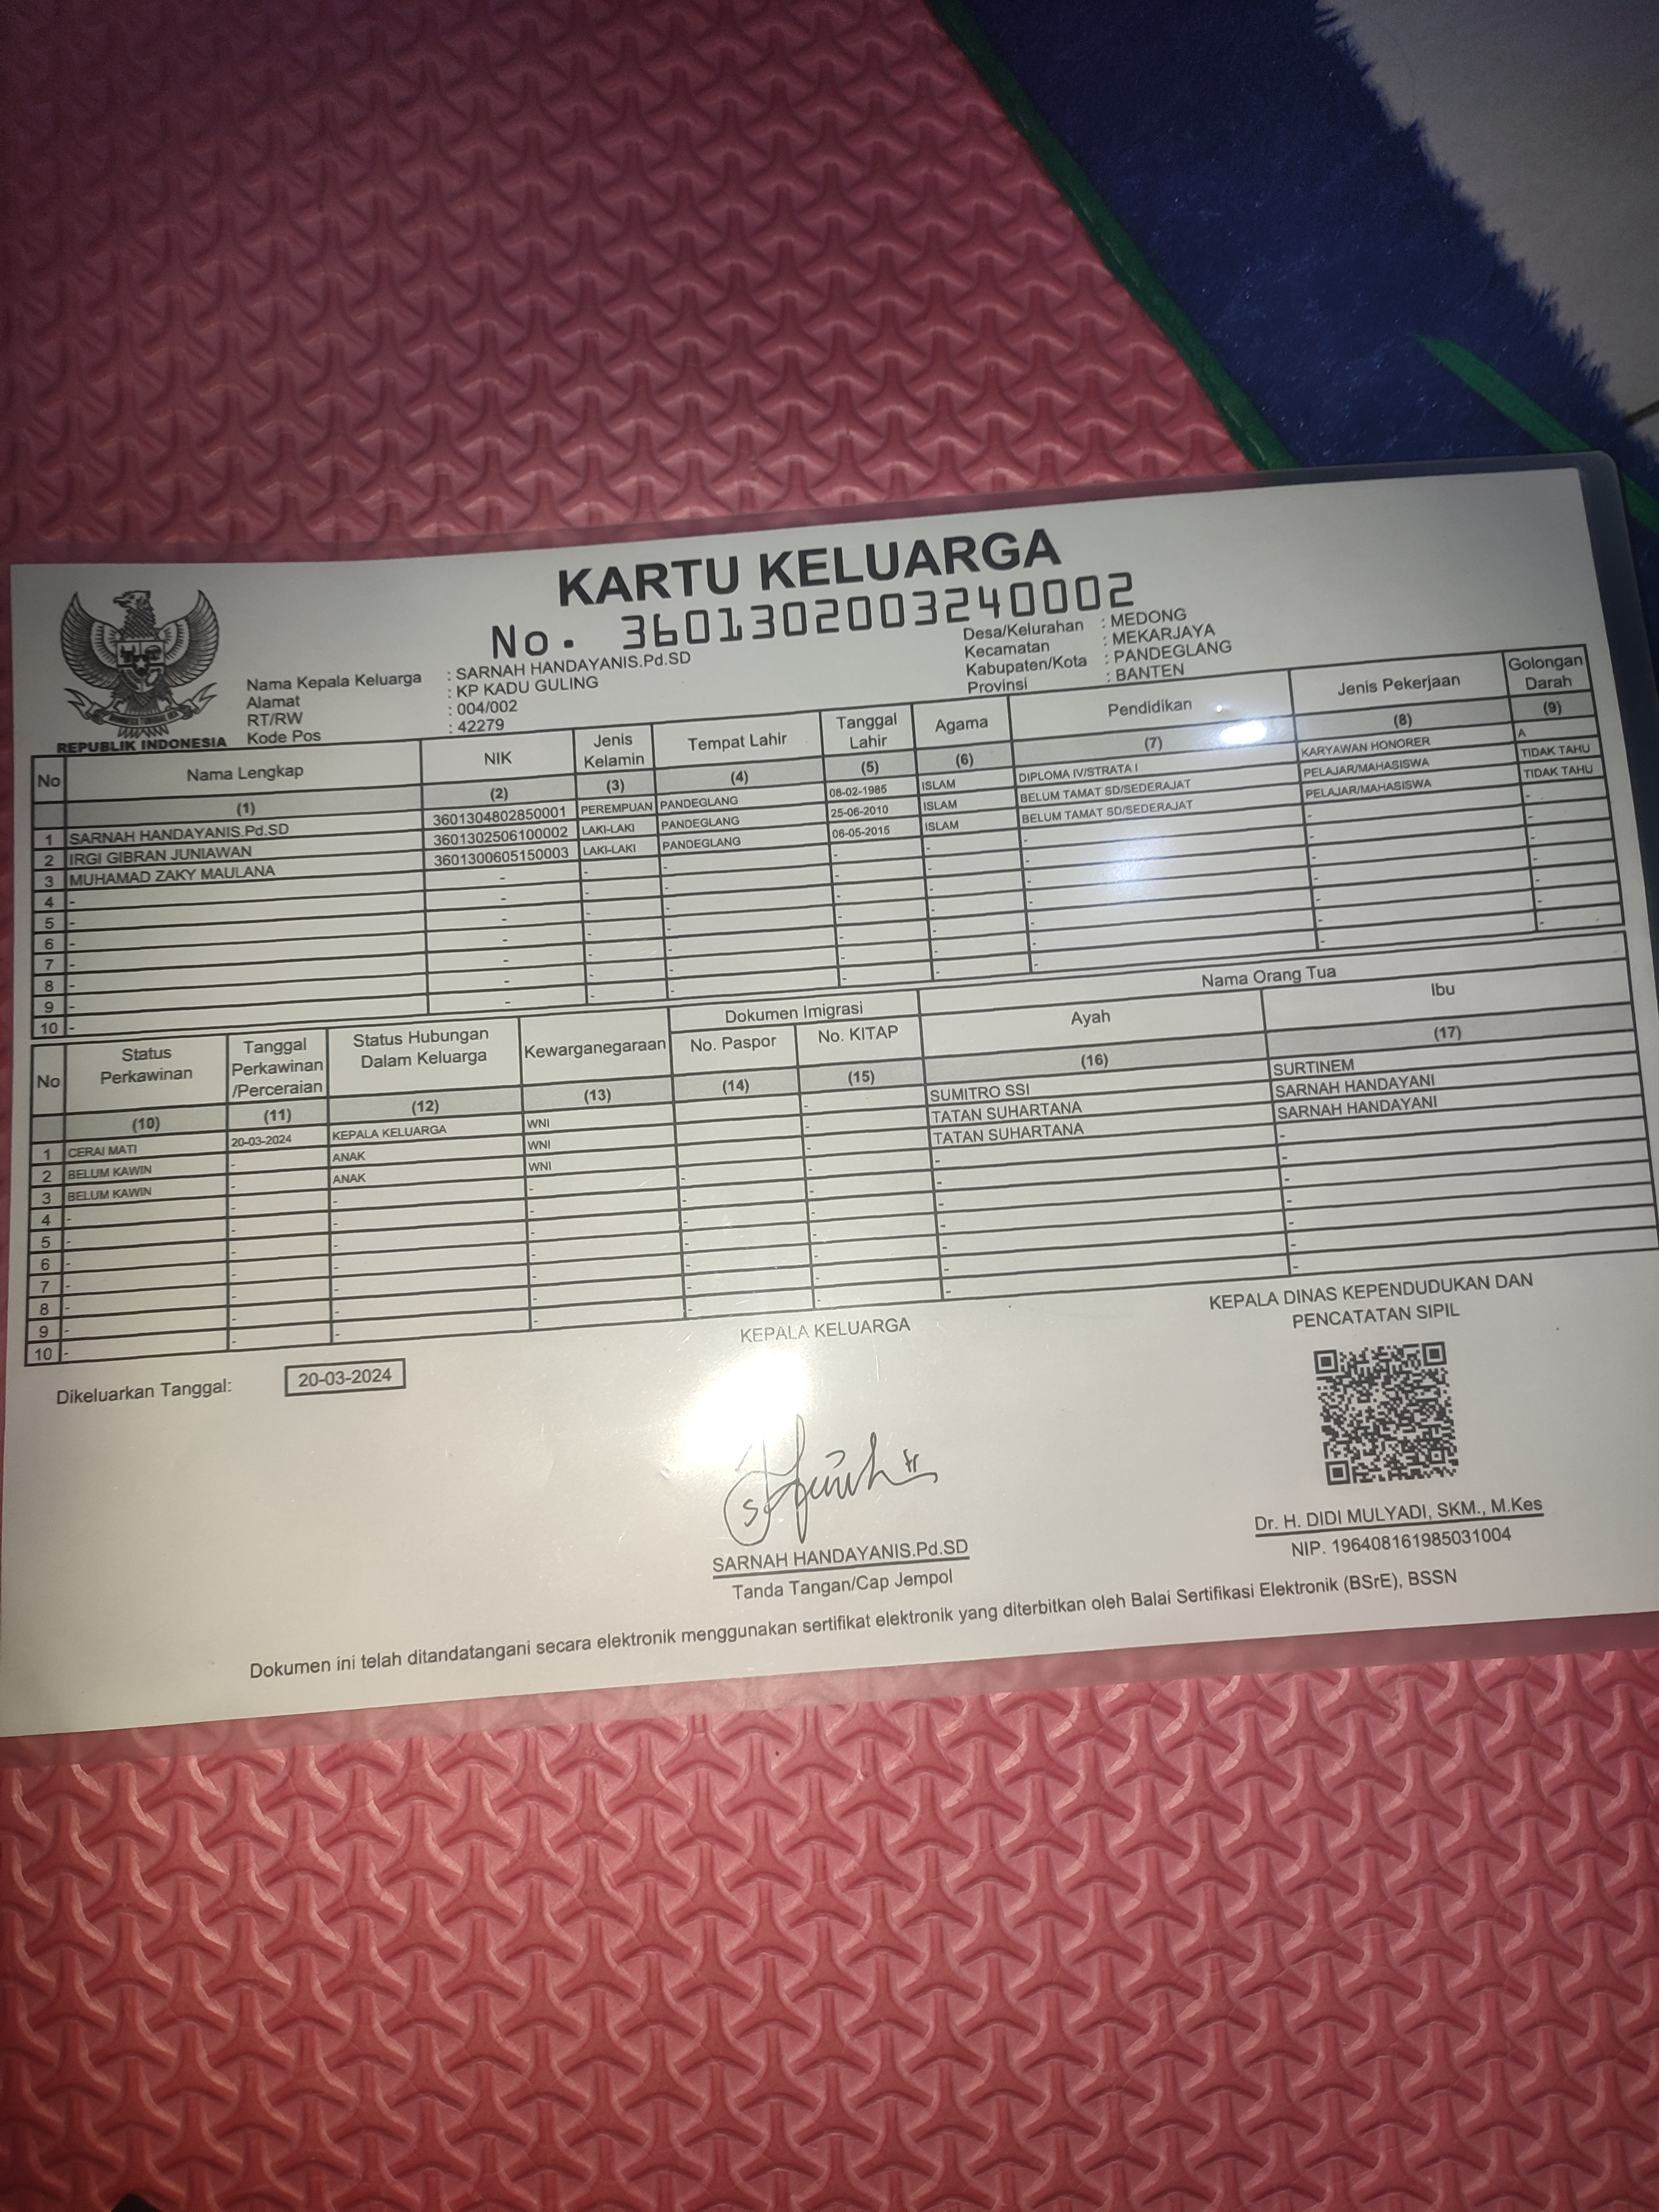 KARTU KELUARGA
No. 3601302003240002
REPUBLIK INDONESIA
Nama Kepala Keluarga : SARNAH HANDAYANIS.Pd.SD
Alamat : KP KADU GULING
RT/RW : 004/002
Kode Pos : 42279
Desa/Kelurahan : MEDONG
Kecamatan : MEKARJAYA
Kabupaten/Kota : PANDEGLANG
Provinsi : BANTEN
No Nama Lengkap NIK Jenis Kelamin Tempat Lahir Tanggal Lahir Agama Pendidikan Jenis Pekerjaan Golongan Darah
(1) (2) (3) (4) (5) (6) (7) (8) (9)
1 SARNAH HANDAYANIS.Pd.SD 3601304802850001 PEREMPUAN PANDEGLANG 08-02-1985 ISLAM DIPLOMA IV/STRATA I KARYAWAN HONORER A
2 IRGI GIBRAN JUNIAWAN 3601302506100002 LAKI-LAKI PANDEGLANG 25-06-2010 ISLAM BELUM TAMAT SD/SEDERAJAT PELAJAR/MAHASISWA TIDAK TAHU
3 MUHAMAD ZAKY MAULANA 3601300605150003 LAKI-LAKI PANDEGLANG 06-05-2015 ISLAM BELUM TAMAT SD/SEDERAJAT PELAJAR/MAHASISWA TIDAK TAHU
4 - - - - - - - - -
5 - - - - - - - - -
6 - - - - - - - - -
7 - - - - - - - - -
8 - - - - - - - - -
9 - - - - - - - - -
10 - - - - - - - - -
No Status Perkawinan Tanggal Perkawinan /Perceraian Status Hubungan Dalam Keluarga Kewarganegaraan Dokumen Imigrasi Nama Orang Tua
No. Paspor No. KITAP Ayah Ibu
(10) (11) (12) (13) (14) (15) (16) (17)
1 CERAI MATI 20-03-2024 KEPALA KELUARGA WNI - SUMITRO SSI SURTINEM
2 BELUM KAWIN - ANAK WNI - TATAN SUHARTANA SARNAH HANDAYANI
3 BELUM KAWIN - ANAK WNI - - TATAN SUHARTANA SARNAH HANDAYANI
4 - - - - - - - -
5 - - - - - - - -
6 - - - - - - - -
7 - - - - - - - -
8 - - - - - - - -
9 - - - - - - - -
10 - - - - - - - -
Dikeluarkan Tanggal: 20-03-2024
KEPALA KELUARGA
SARNAH HANDAYANIS.Pd.SD
Tanda Tangan/Cap Jempol
KEPALA DINAS KEPENDUDUKAN DAN
PENCATATAN SIPIL
Dr. H. DIDI MULYADI, SKM., M.Kes
NIP. 196408161985031004
Dokumen ini telah ditandatangani secara elektronik menggunakan sertifikat elektronik yang diterbitkan oleh Balai Sertifikasi Elektronik (BSrE), BSSN